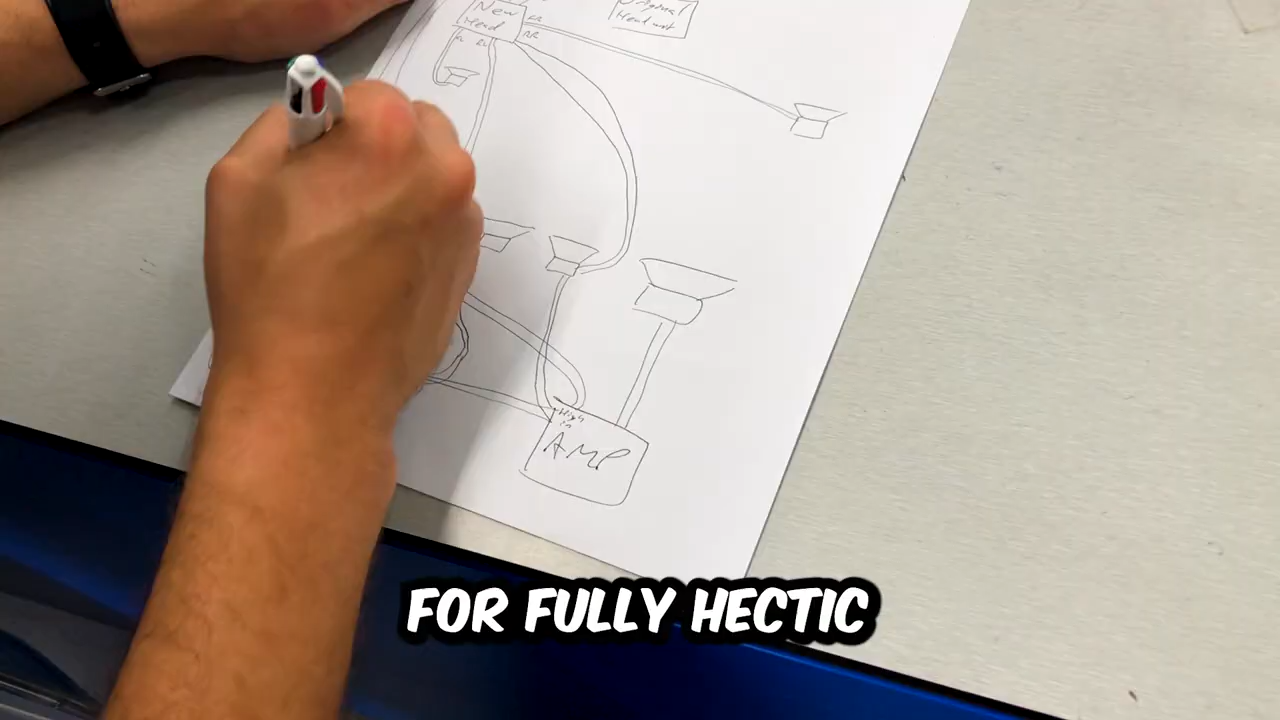 New
Head
Original
Head unit
RR
High
in
AMP
FOR FULLY HECTIC